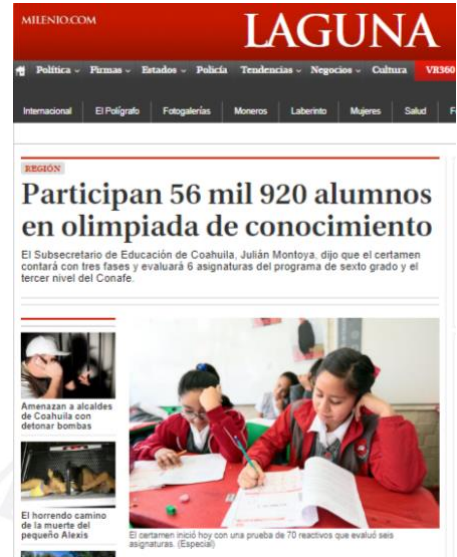 MILENIO.COM
LAGUNA
Política
Firmas
Estados
Policía
Tendencias
Negocios
Cultura
VR360
Internacional
El Polígrafo
Fotogalerías
Moneros
Laberinto
Mujeres
Salud
REGIÓN
Participan 56 mil 920 alumnos
en olimpiada de conocimiento
El Subsecretario de Educación de Coahuila, Julián Montoya, dijo que el certamen
contará con tres fases y evaluará 6 asignaturas del programa de sexto grado y el
tercer nivel del Conafe.
Amenazan a alcaldes
de Coahuila con
detonar bombas
El horrendo camino
de la muerte del
pequeño Alexis
El certamen inició hoy con una prueba de 70 reactivos que evaluó seis
asignaturas. (Especial)